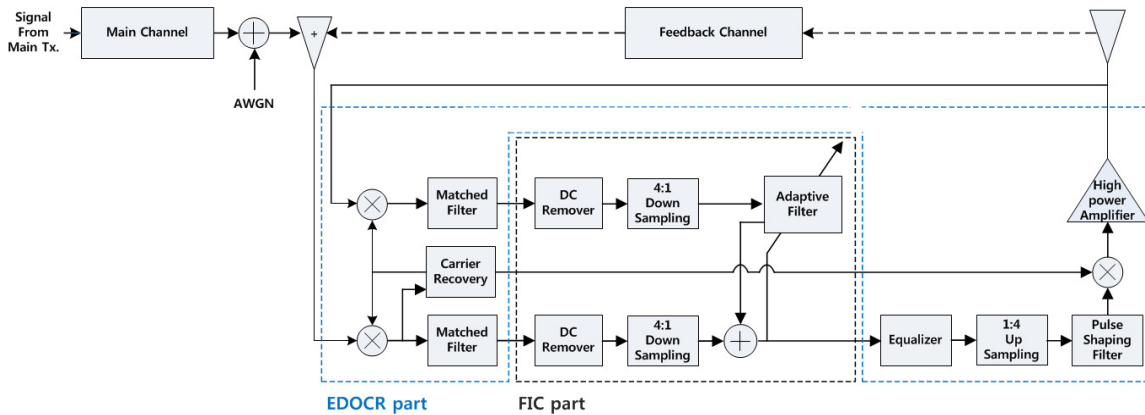 Signal
From
Main Tx.
Main Channel
+
Feedback Channel
AWGN
Matched
Filter
DC
Remover
4:1
Down
Sampling
Adaptive
Filter
High
power
Amplifier
Carrier
Recovery
Matched
Filter
DC
Remover
4:1
Down
Sampling
Equalizer
1:4
Up
Sampling
Pulse
Shaping
Filter
EDOCR part
FIC part